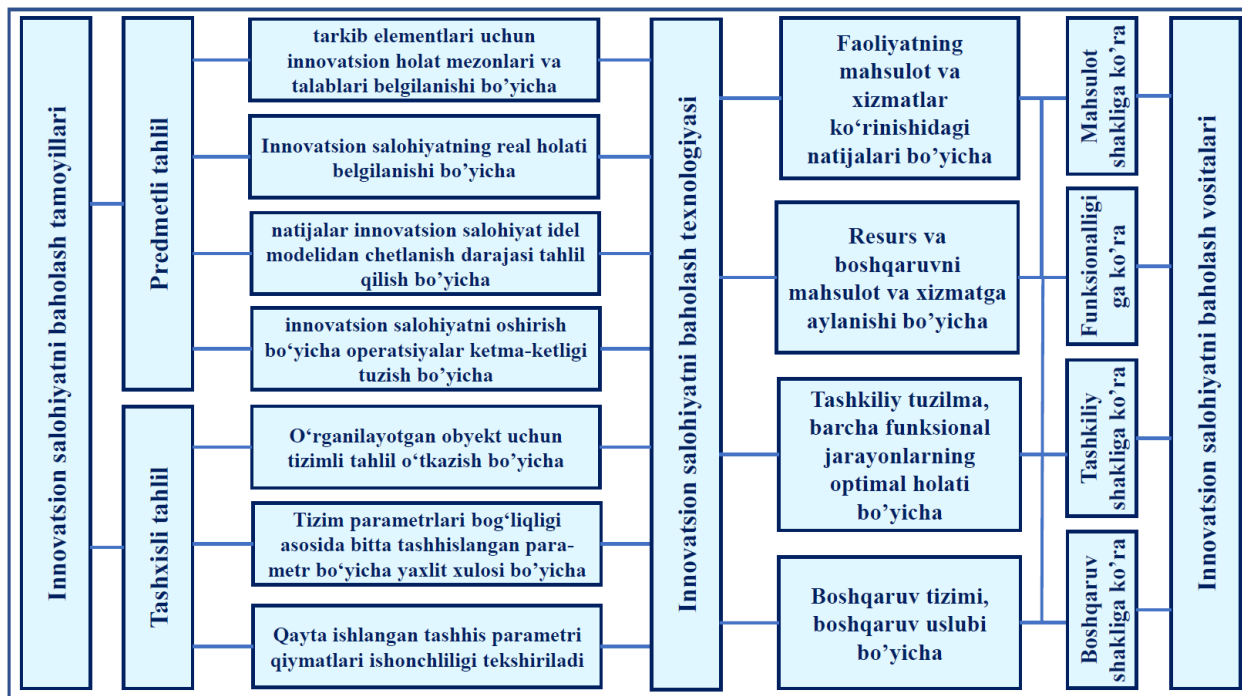 Innovatsion salohiyatni baholash tamoyillari
Predmetli tahlil
Tashxisli tahlil
tarkib elementlari uchun
innovatsion holat mezonlari va
talablari belgilanishi bo’yicha
Innovatsion salohiyatning real holati
belgilanishi bo’yicha
natijalar innovatsion salohiyat idel
modelidan chetlanish darajasi tahlil
qilish bo’yicha
innovatsion salohiyatni oshirish
bo‘yicha operatsiyalar ketma-ketligi
tuzish bo’yicha
O‘rganilayotgan obyekt uchun
tizimli tahlil o‘tkazish bo’yicha
Tizim parametrlari bog‘liqligi
asosida bitta tashhislangan para-
metr bo‘yicha yaxlit xulosi bo’yicha
Qayta ishlangan tashhis parametri
qiymatlari ishonchliligi tekshiriladi
Innovatsion salohiyatni baholash texnologiyasi
Faoliyatning
mahsulot va
xizmatlar
ko‘rinishidagi
natijalari bo’yicha
Resurs va
boshqaruvni
mahsulot va xizmatga
aylanishi bo’yicha
Tashkiliy tuzilma,
barcha funksional
jarayonlarning
optimal holati
bo’yicha
Boshqaruv tizimi,
boshqaruv uslubi
bo’yicha
Mahsulot
shakliga ko’ra
Funksionalligi
ga ko’ra
Tashkiliy
shakliga ko’ra
Boshqaruv
shakliga ko’ra
Innovatsion salohiyatni baholash vositalari